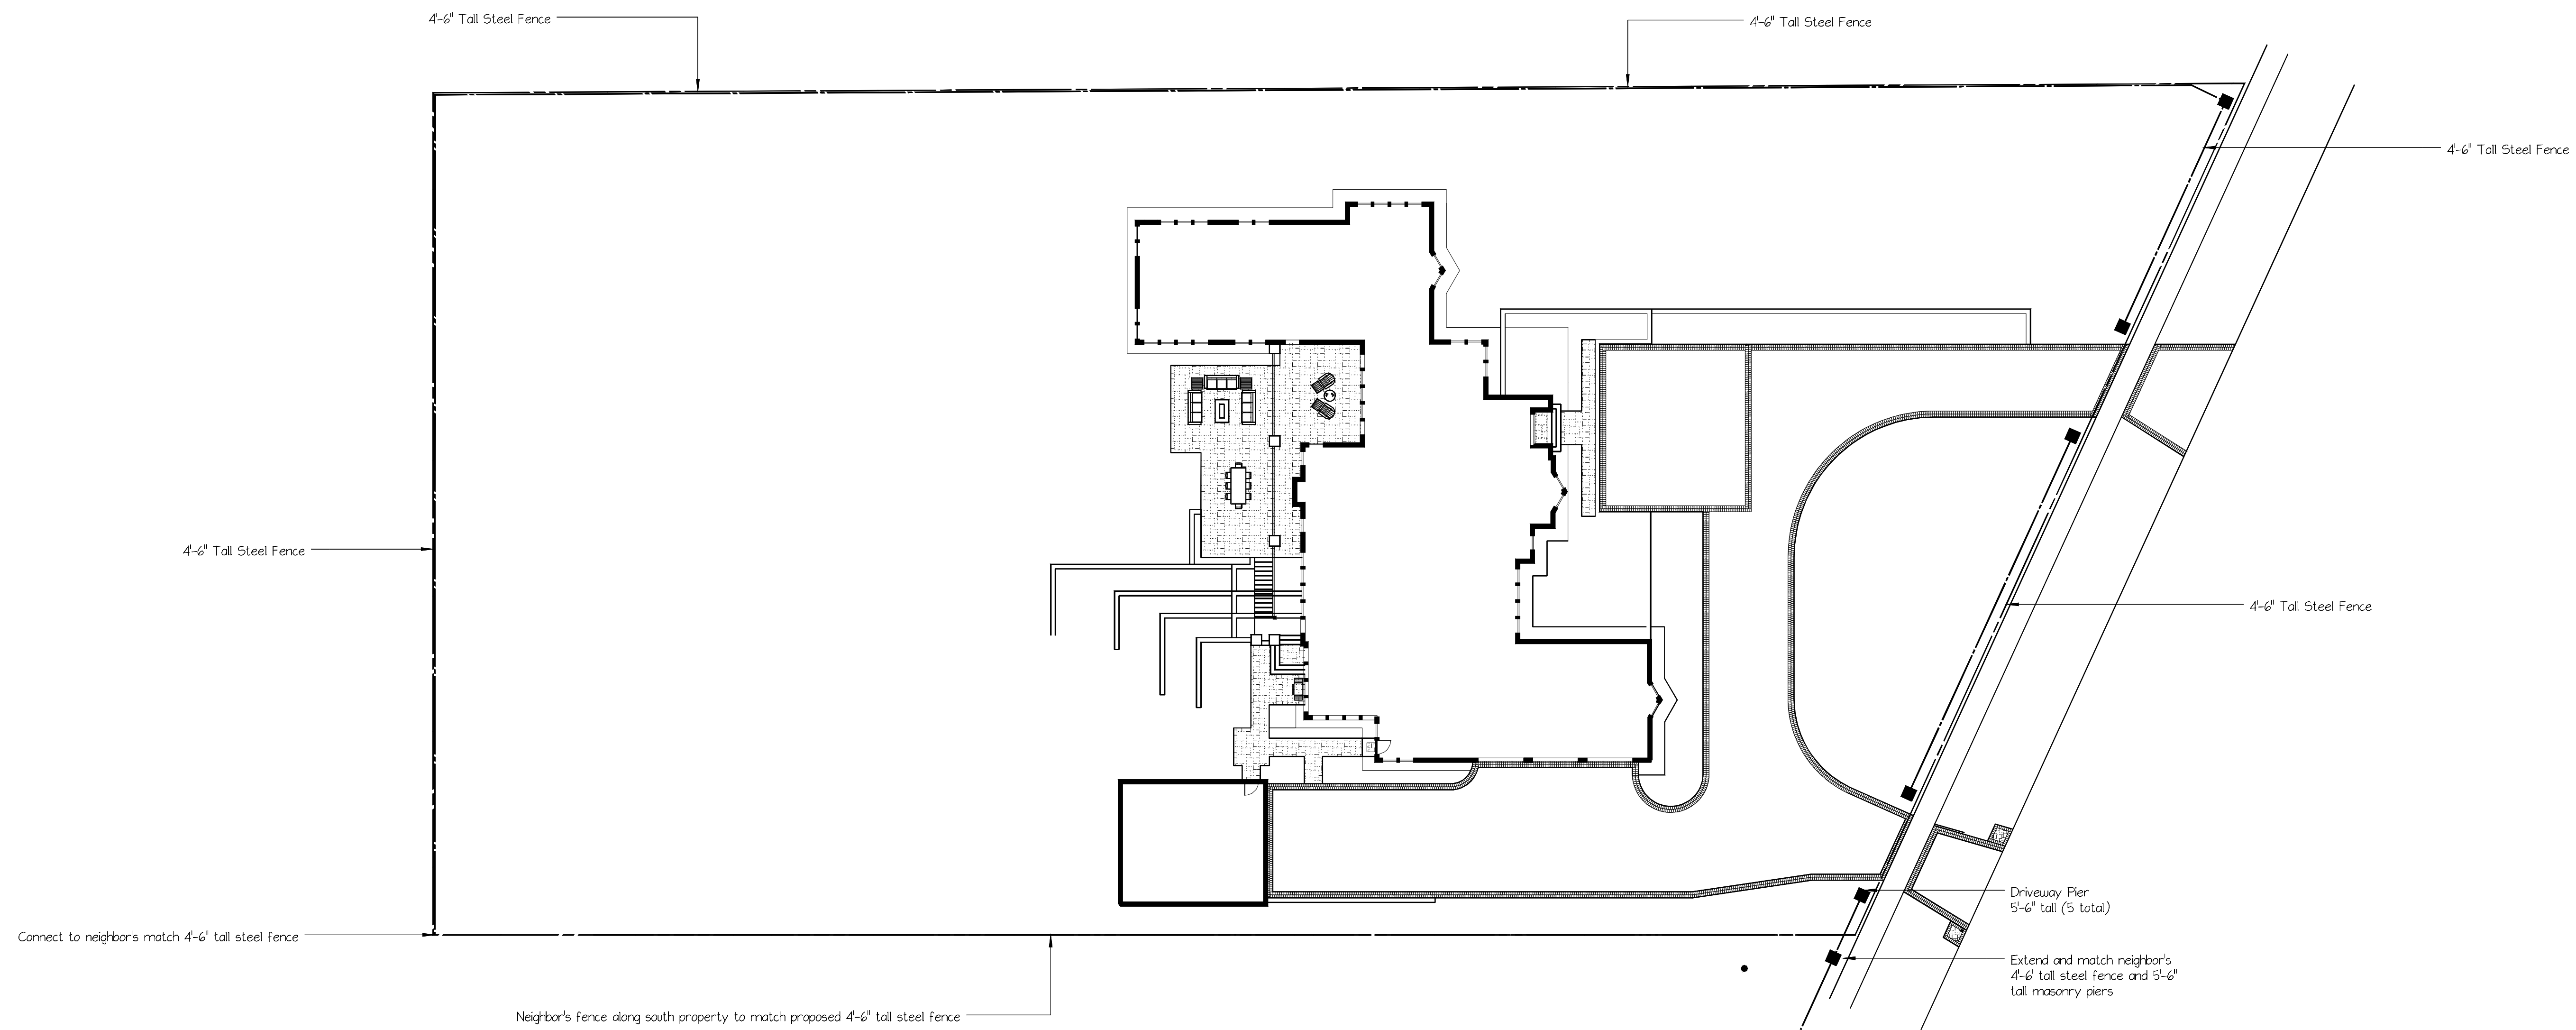 4'-6" Tall Steel Fence
4'-6" Tall Steel Fence
4'-6" Tall Steel Fence
4'-6" Tall Steel Fence
4'-6" Tall Steel Fence
Driveway Pier
5'-6" tall (5 total)
Connect to neighbor's match 4'-6" tall steel fence
Extend and match neighbor's
4'-6' tall steel fence and 5'-6"
tall masonry piers
Neighbor's fence along south property to match proposed 4'-6" tall steel fence